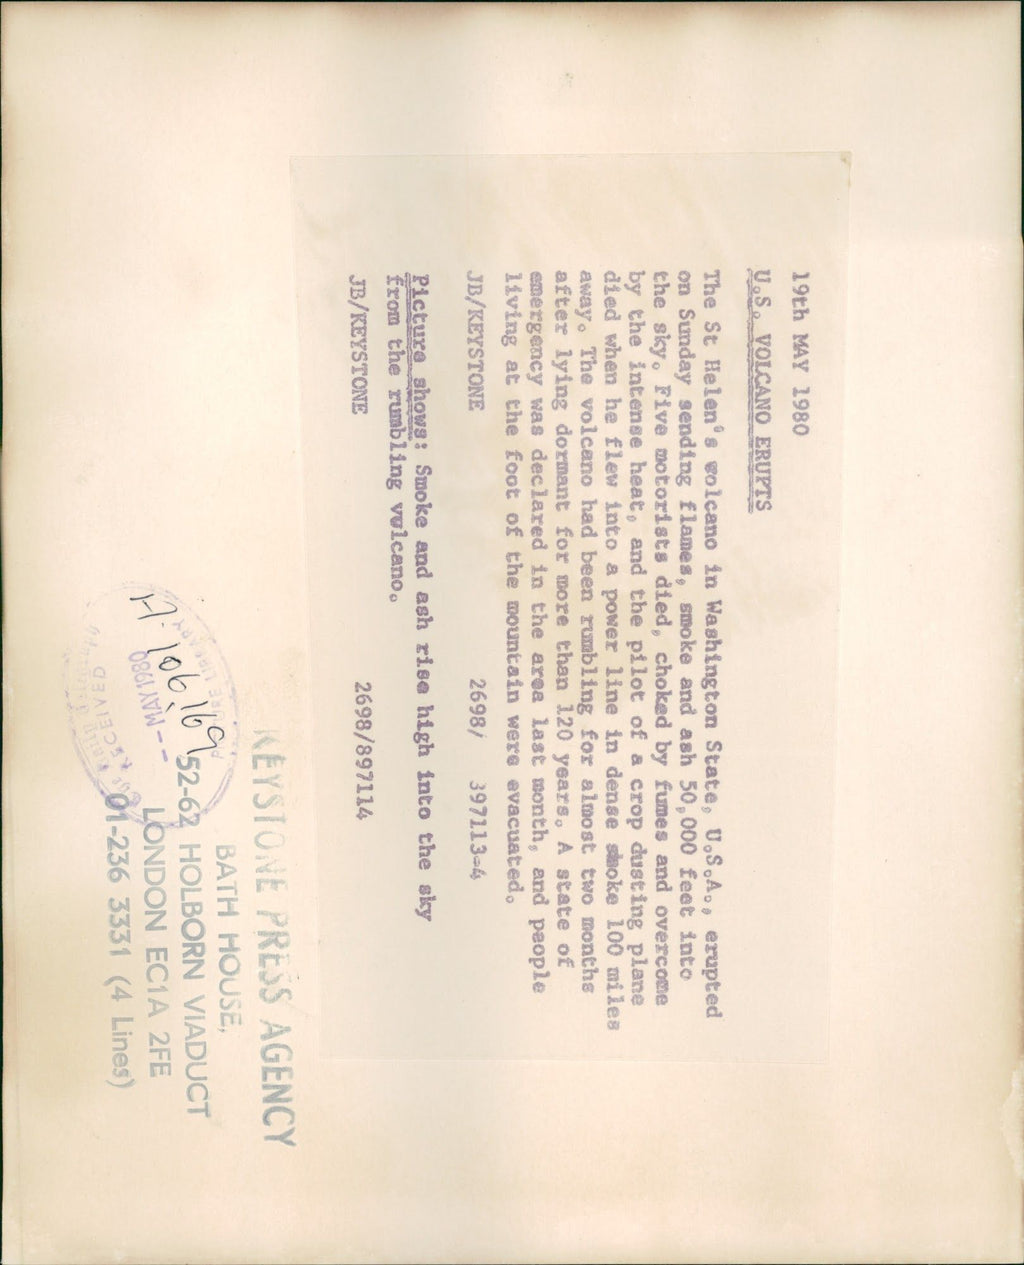 19th MAY 1980
U.S. VOLCANO ERUPTS
The St Helen's volcano in Washington State, U.S.A., erupted
on Sunday sending flames, smoke and ash 50,000 feet into
the sky. Five motorists died, choked by fumes and overcome
by the intense heat, and the pilot of a crop dusting plane
died when he flew into a power line in dense smoke 100 miles
away. The volcano had been rumbling for almost two months
after lying dormant for more than 120 years. A state of
emergency was declared in the area last month, and people
living at the foot of the mountain were evacuated.
JB/KEYSTONE 2698/ 397113-4
Picture shows: Smoke and ash rise high into the sky
from the rumbling vulcano.
JB/KEYSTONE 2698/897114
KEYSTONE PRESS AGENCY
BATH HOUSE,
52-62 HOLBORN VIADUCT
LONDON EC1A 2FE
01-236 3331 (4 Lines)
LIBRARY
- MAY 1980
RECEIVED